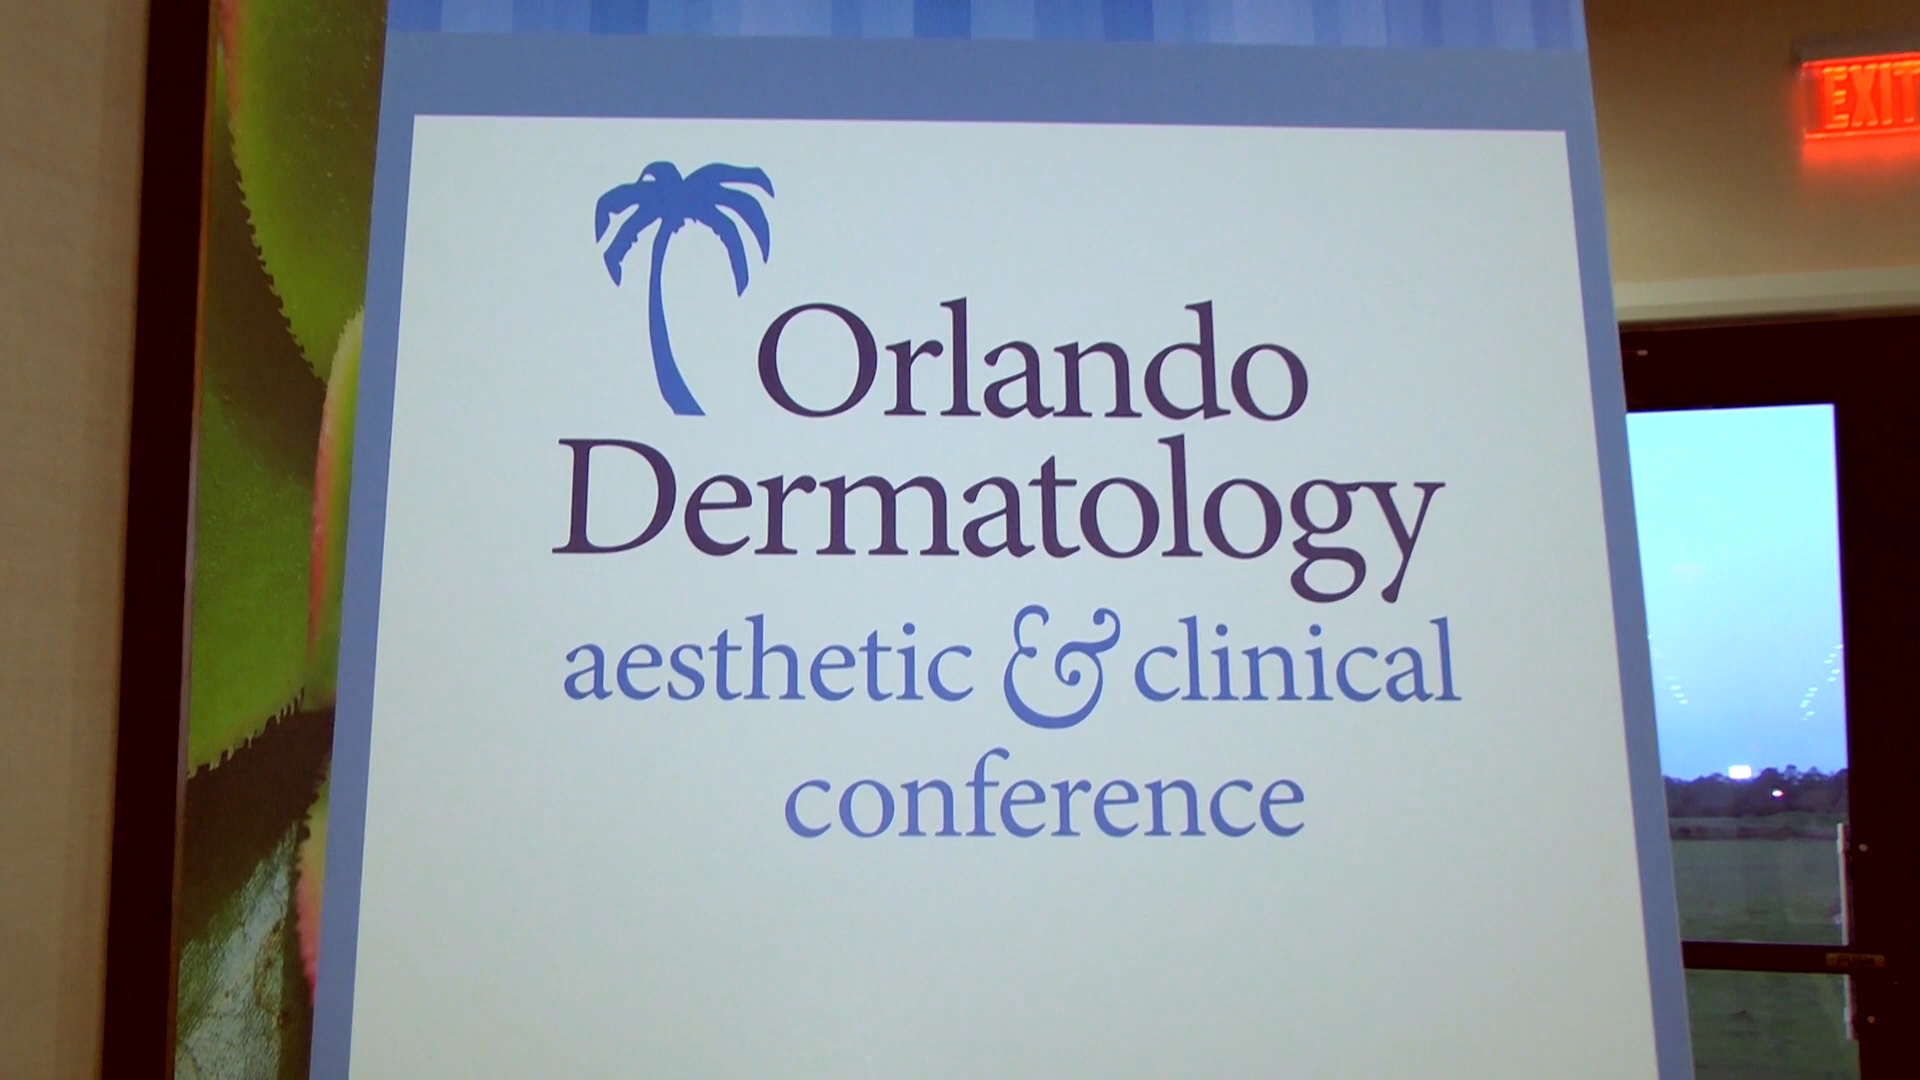 EXIT
Orlando
Dermatology
aesthetic & clinical
conference